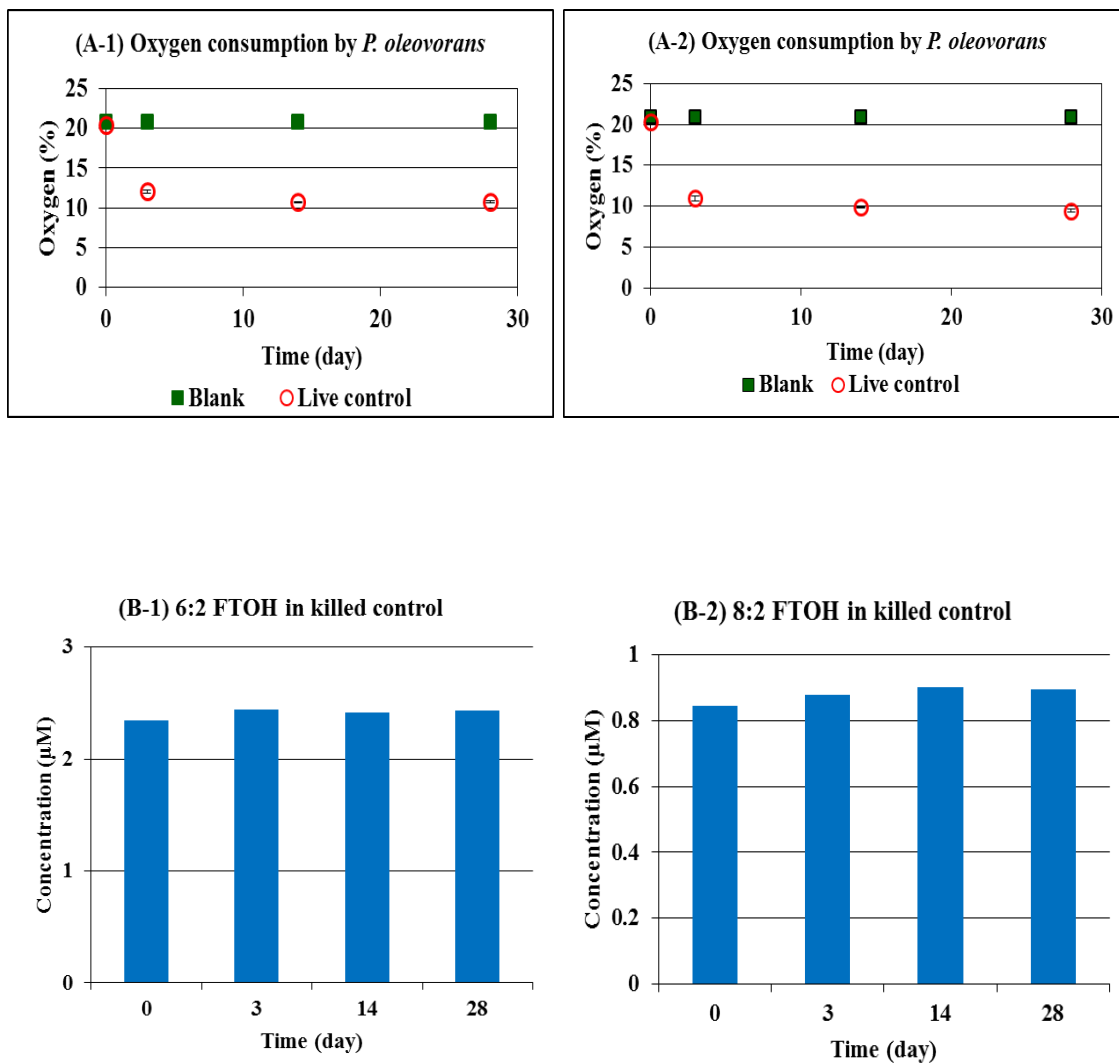 (A-1) Oxygen consumption by P. oleovorans
Oxygen (%)
25
20
15
10
5
0
0 10 20 30
Time (day)
Blank Live control
(A-2) Oxygen consumption by P. oleovorans
Oxygen (%)
25
20
15
10
5
0
0 10 20 30
Time (day)
Blank Live control
(B-1) 6:2 FTOH in killed control
Concentration (µM)
3
2
1
0
0 3 14 28
Time (day)
(B-2) 8:2 FTOH in killed control
Concentration (µM)
1
0.8
0.6
0.4
0.2
0
0 3 14 28
Time (day)